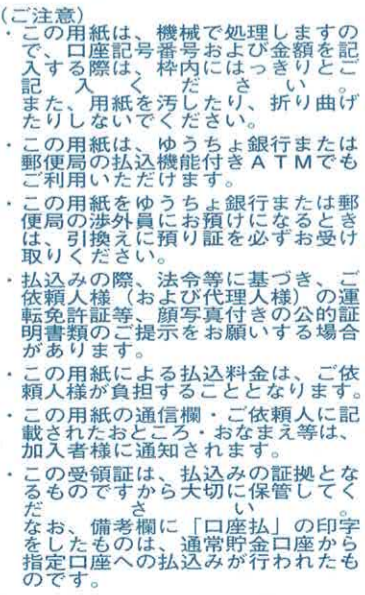 (ご注意)
・この用紙は、機械で処理しますの
で、口座記号番号および金額を記
入する際は、枠内にはっきりとご
記入ください。
また、用紙を汚したり、折り曲げ
たりしないでください。
・この用紙は、ゆうちょ銀行または
郵便局の払込機能付きATMでも
ご利用いただけます。
・この用紙をゆうちょ銀行または郵
便局の渉外員にお預けになるとき
は、引換えに預り証を必ずお受け
取りください。
・払込みの際、法令等に基づき、ご
依頼人様(および代理人様)の運
転免許証等、顔写真付きの公的証
明書類のご提示をお願いする場合
があります。
・この用紙による払込料金は、ご依
頼人様が負担することとなります。
・この用紙の通信欄・ご依頼人に記
載されたおところ・おなまえ等は、
加入者様に通知されます。
・この受領証は、払込みの証拠とな
るものですから大切に保管してく
ださい。
なお、備考欄に「口座払」の印字
をしたものは、通常貯金口座から
指定口座への払込みが行われたも
のです。